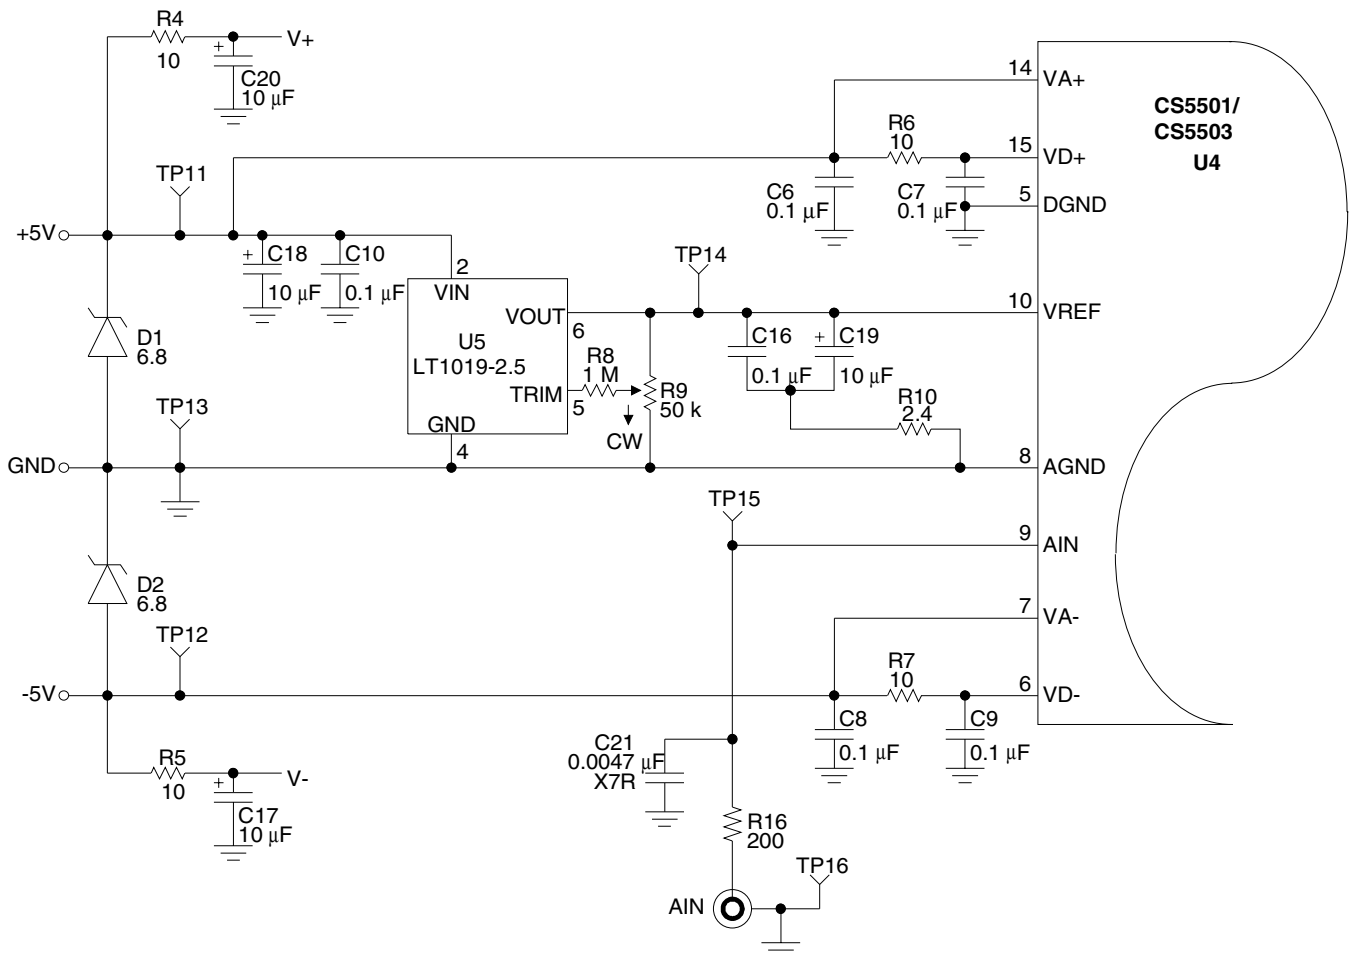 R4
10
V+
+
C20
10 µF
14
VA+
CS5501/
CS5503
U4
R6
10
15
VD+
C6
0.1 µF
C7
0.1 µF
5
DGND
TP11
+5V
+
C18
10 µF
C10
0.1 µF
2
VIN
VOUT
6
U5
LT1019-2.5
TRIM
5
GND
4
R8
1 M
R9
50 k
CW
TP14
10
VREF
C16
0.1 µF
+
C19
10 µF
R10
2.4
D1
6.8
TP13
GND
8
AGND
TP15
9
AIN
D2
6.8
7
VA-
TP12
-5V
R7
10
6
VD-
C8
0.1 µF
C9
0.1 µF
R5
10
V-
+
C17
10 µF
C21
0.0047 µF
X7R
R16
200
TP16
AIN